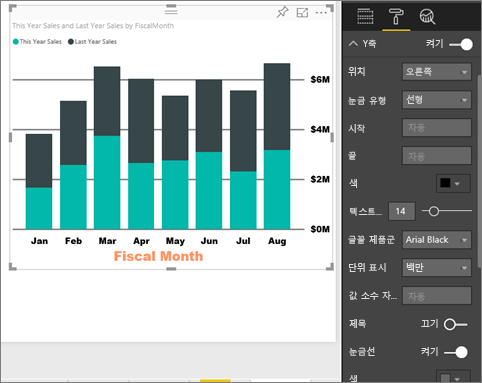 This Year Sales and Last Year Sales by FiscalMonth
This Year Sales Last Year Sales
$6M
$4M
$2M
$0M
Jan Feb Mar Apr May Jun Jul Aug
Fiscal Month
Y축 켜기
위치 오른쪽
눈금 유형 선형
시작 자동
끝 자동
색
텍스트... 14
글꼴 제품군 Arial Black
단위 표시 백만
값 소수 자... 자동
제목 끄기
눈금선 켜기
색